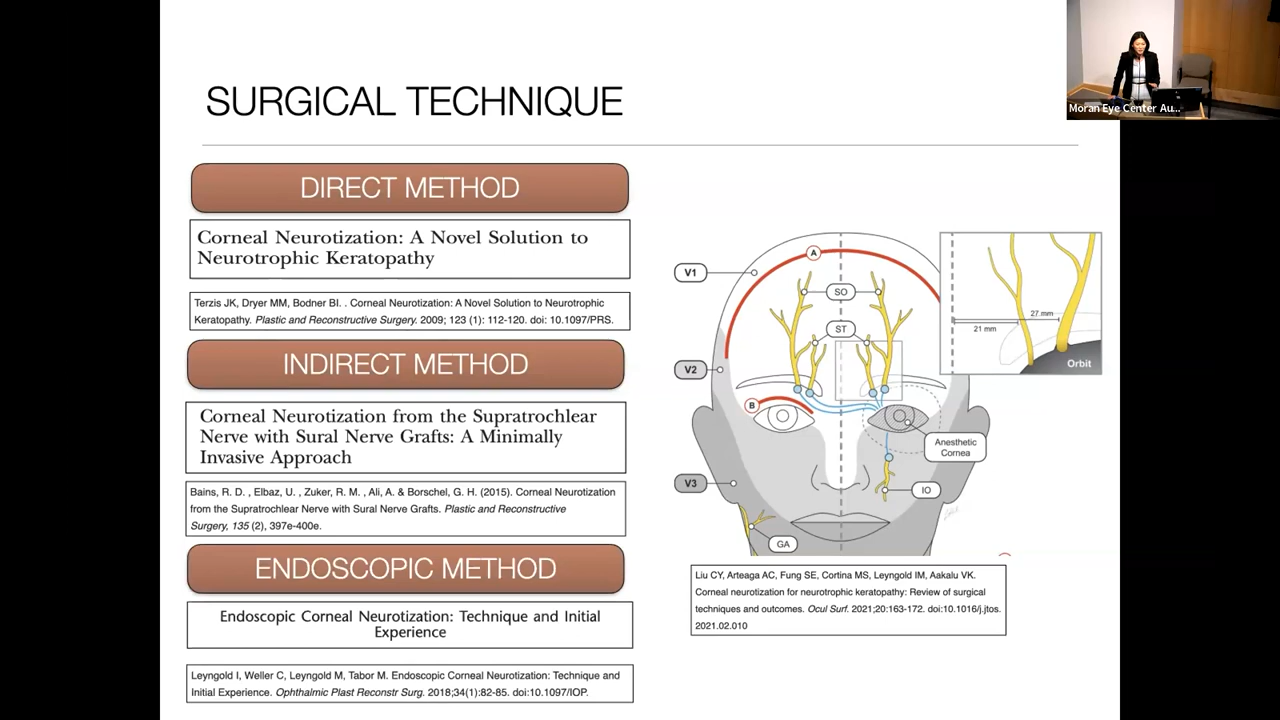 SURGICAL TECHNIQUE
DIRECT METHOD
Corneal Neurotization: A Novel Solution to
Neurotrophic Keratopathy
Terzis JK, Dryer MM, Bodner BI. . Corneal Neurotization: A Novel Solution to Neurotrophic
Keratopathy. Plastic and Reconstructive Surgery. 2009; 123 (1): 112-120. doi: 10.1097/PRS.
INDIRECT METHOD
Corneal Neurotization from the Supratrochlear
Nerve with Sural Nerve Grafts: A Minimally
Invasive Approach
Bains, R. D. , Elbaz, U. , Zuker, R. M. , Ali, A. & Borschel, G. H. (2015). Corneal Neurotization
from the Supratrochlear Nerve with Sural Nerve Grafts. Plastic and Reconstructive
Surgery, 135 (2), 397e-400e.
ENDOSCOPIC METHOD
Endoscopic Corneal Neurotization: Technique and Initial
Experience
Leyngold I, Weller C, Leyngold M, Tabor M. Endoscopic Corneal Neurotization: Technique and
Initial Experience. Ophthalmic Plast Reconstr Surg. 2018;34(1):82-85. doi:10.1097/IOP.
A
V1
SO
ST
V2
B
V3
GA
IO
Anesthetic
Cornea
27 mm
21 mm
Orbit
Liu CY, Arteaga AC, Fung SE, Cortina MS, Leyngold IM, Aakalu VK.
Corneal neurotization for neurotrophic keratopathy: Review of surgical
techniques and outcomes. Ocul Surf. 2021;20:163-172. doi:10.1016/j.jtos.
2021.02.010
Moran Eye Center Au...